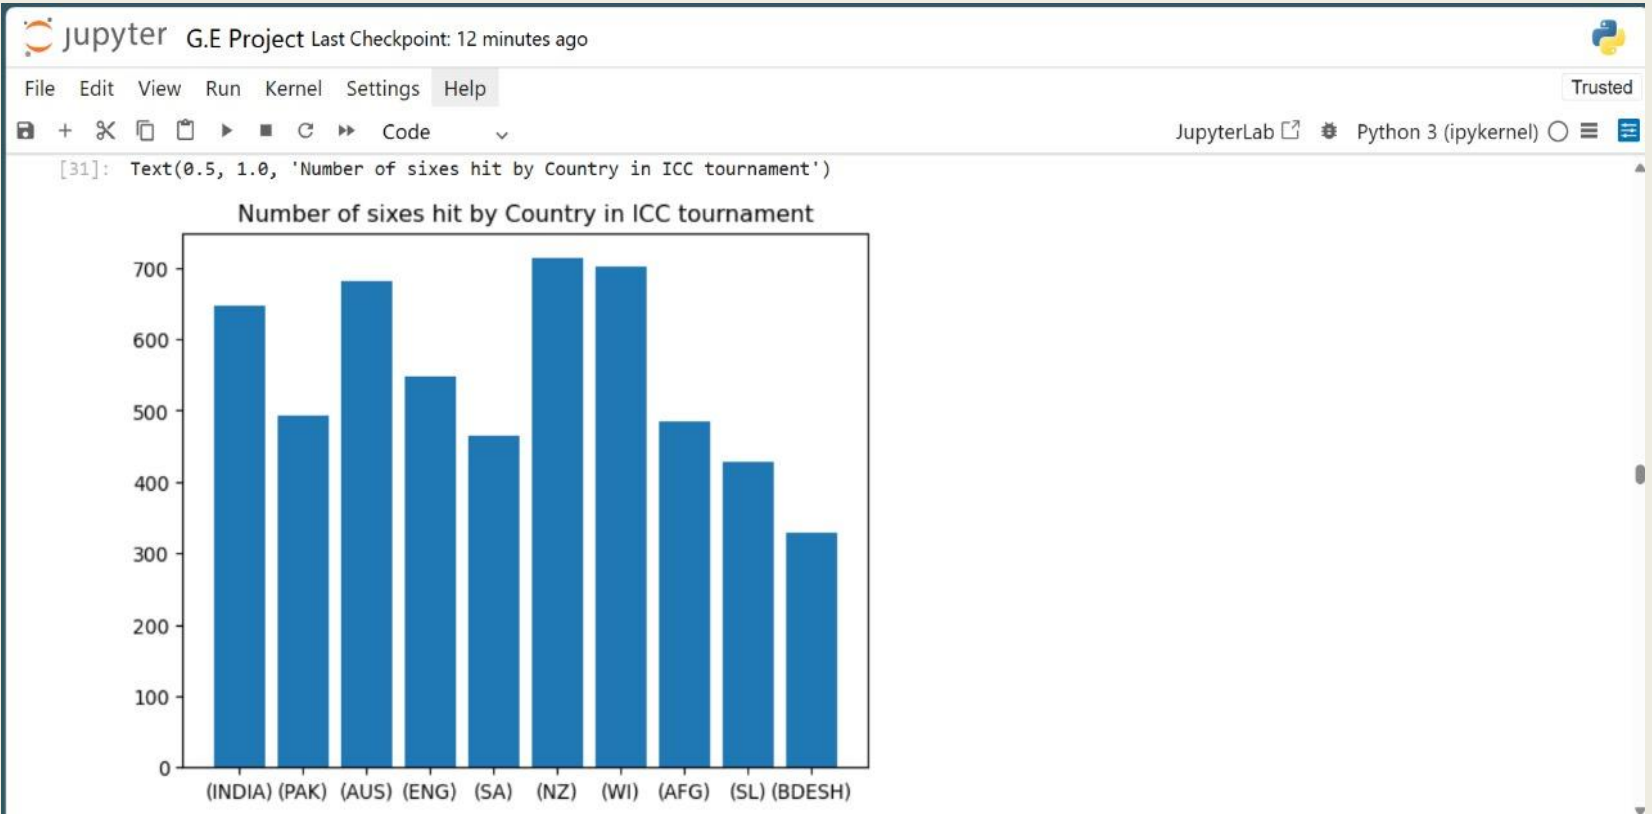 jupyter G.E Project Last Checkpoint: 12 minutes ago
File Edit View Run Kernel Settings Help Trusted
Code JupyterLab Python 3 (ipykernel)
[31]: Text(0.5, 1.0, 'Number of sixes hit by Country in ICC tournament')
Number of sixes hit by Country in ICC tournament
700
600
500
400
300
200
100
0
(INDIA) (PAK) (AUS) (ENG) (SA) (NZ) (WI) (AFG) (SL) (BDESH)